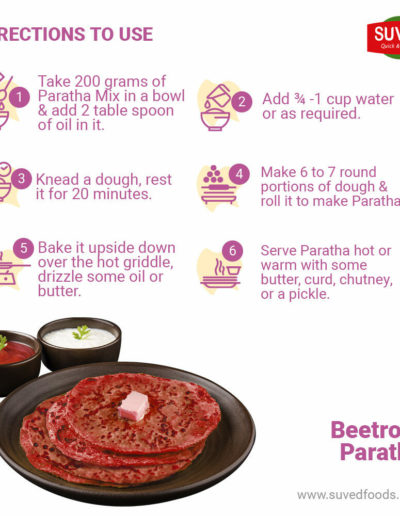 RECTIONS TO USE
SUVE
Quick &
1
Take 200 grams of
Paratha Mix in a bowl
& add 2 table spoon
of oil in it.
2
Add ¾ -1 cup water
or as required.
3
Knead a dough, rest
it for 20 minutes.
4
Make 6 to 7 round
portions of dough &
roll it to make Paratha
5
Bake it upside down
over the hot griddle,
drizzle some oil or
butter.
6
Serve Paratha hot or
warm with some
butter, curd, chutney,
or a pickle.
Beetro
Parath
www.suvedfoods.